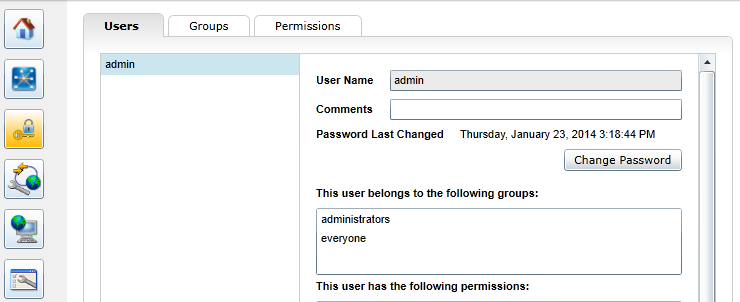 Users Groups Permissions
admin
User Name admin
Comments
Password Last Changed Thursday, January 23, 2014 3:18:44 PM
Change Password
This user belongs to the following groups:
administrators
everyone
This user has the following permissions: